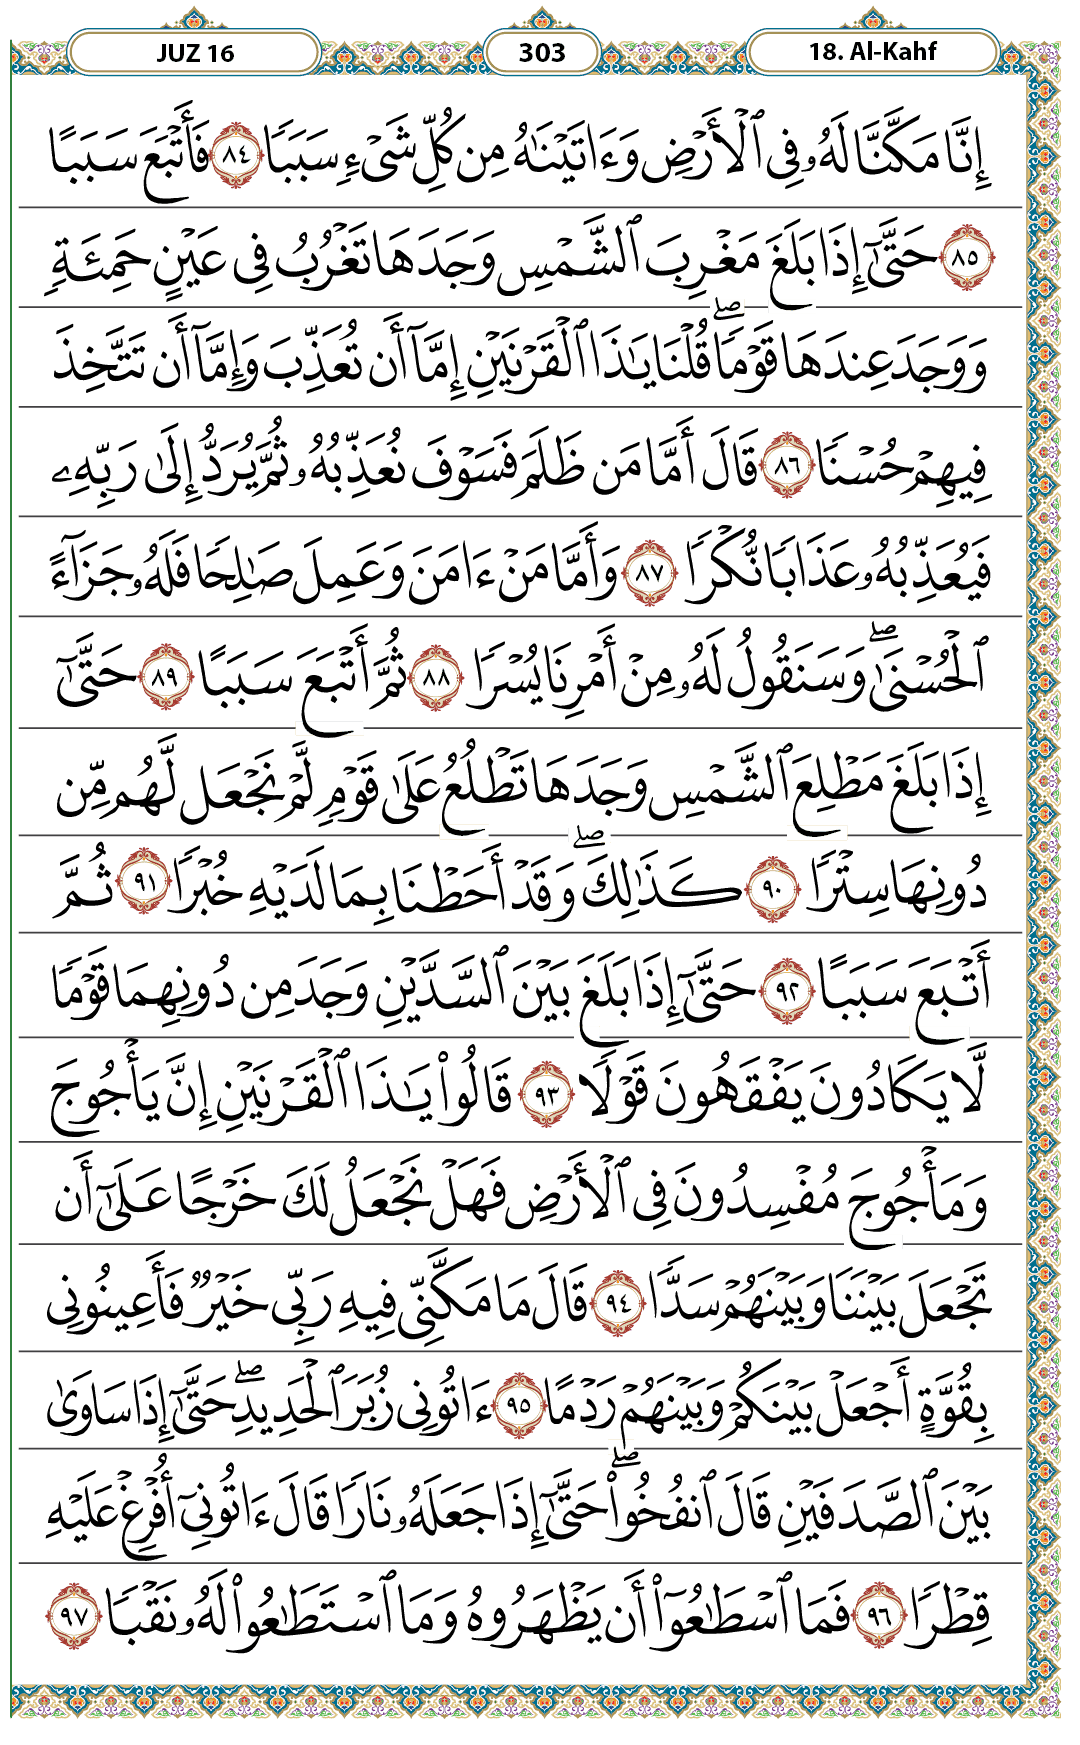 JUZ 16 303 18. Al-Kahf
إِنَّا مَكَّنَّا لَهُۥ فِى ٱلْأَرْضِ وَءَاتَيْنَٰهُ مِن كُلِّ شَىْءٍۢ سَبَبًۭا ٨٤ فَأَتْبَعَ سَبَبًا
٨٥ حَتَّىٰٓ إِذَا بَلَغَ مَغْرِبَ ٱلشَّمْسِ وَجَدَهَا تَغْرُبُ فِى عَيْنٍ حَمِئَةٍۢ
وَوَجَدَ عِندَهَا قَوْمًۭا ۖ قُلْنَا يَٰذَا ٱلْقَرْنَيْنِ إِمَّآ أَن تُعَذِّبَ وَإِمَّآ أَن تَتَّخِذَ
فِيهِمْ حُسْنًۭا ٨٦ قَالَ أَمَّا مَن ظَلَمَ فَسَوْفَ نُعَذِّبُهُۥ ثُمَّ يُرَدُّ إِلَىٰ رَبِّهِۦ
فَيُعَذِّبُهُۥ عَذَابًۭا نُّكْرًۭا ٨٧ وَأَمَّا مَنْ ءَامَنَ وَعَمِلَ صَٰلِحًۭا فَلَهُۥ جَزَآءً
ٱلْحُسْنَىٰ ۖ وَسَنَقُولُ لَهُۥ مِنْ أَمْرِنَا يُسْرًۭا ٨٨ ثُمَّ أَتْبَعَ سَبَبًا ٨٩ حَتَّىٰٓ
إِذَا بَلَغَ مَطْلِعَ ٱلشَّمْسِ وَجَدَهَا تَطْلُعُ عَلَىٰ قَوْمٍۢ لَّمْ نَجْعَل لَّهُم مِّن
دُونِهَا سِتْرًۭا ٩٠ كَذَٰلِكَ ۖ وَقَدْ أَحَطْنَا بِمَا لَدَيْهِ خُبْرًۭا ٩١ ثُمَّ
أَتْبَعَ سَبَبًا ٩٢ حَتَّىٰٓ إِذَا بَلَغَ بَيْنَ ٱلسَّدَّيْنِ وَجَدَ مِن دُونِهِمَا قَوْمًۭا
لَّا يَكَادُونَ يَفْقَهُونَ قَوْلًۭا ٩٣ قَالُوا۟ يَٰذَا ٱلْقَرْنَيْنِ إِنَّ يَأْجُوجَ
وَمَأْجُوجَ مُفْسِدُونَ فِى ٱلْأَرْضِ فَهَلْ نَجْعَلُ لَكَ خَرْجًا عَلَىٰٓ أَن
تَجْعَلَ بَيْنَنَا وَبَيْنَهُمْ سَدًّۭا ٩٤ قَالَ مَا مَكَّنِّى فِيهِ رَبِّى خَيْرٌۭ فَأَعِينُونِى
بِقُوَّةٍ أَجْعَلْ بَيْنَكُمْ وَبَيْنَهُمْ رَدْمًا ٩٥ ءَاتُونِى زُبَرَ ٱلْحَدِيدِ ۖ حَتَّىٰٓ إِذَا سَاوَىٰ
بَيْنَ ٱلصَّدَفَيْنِ قَالَ ٱنفُخُوا۟ ۖ حَتَّىٰٓ إِذَا جَعَلَهُۥ نَارًۭا قَالَ ءَاتُونِىٓ أُفْرِغْ عَلَيْهِ
قِطْرًۭا ٩٦ فَمَا ٱسْطَٰعُوٓا۟ أَن يَظْهَرُوهُ وَمَا ٱسْتَطَٰعُوا۟ لَهُۥ نَقْبًۭا ٩٧